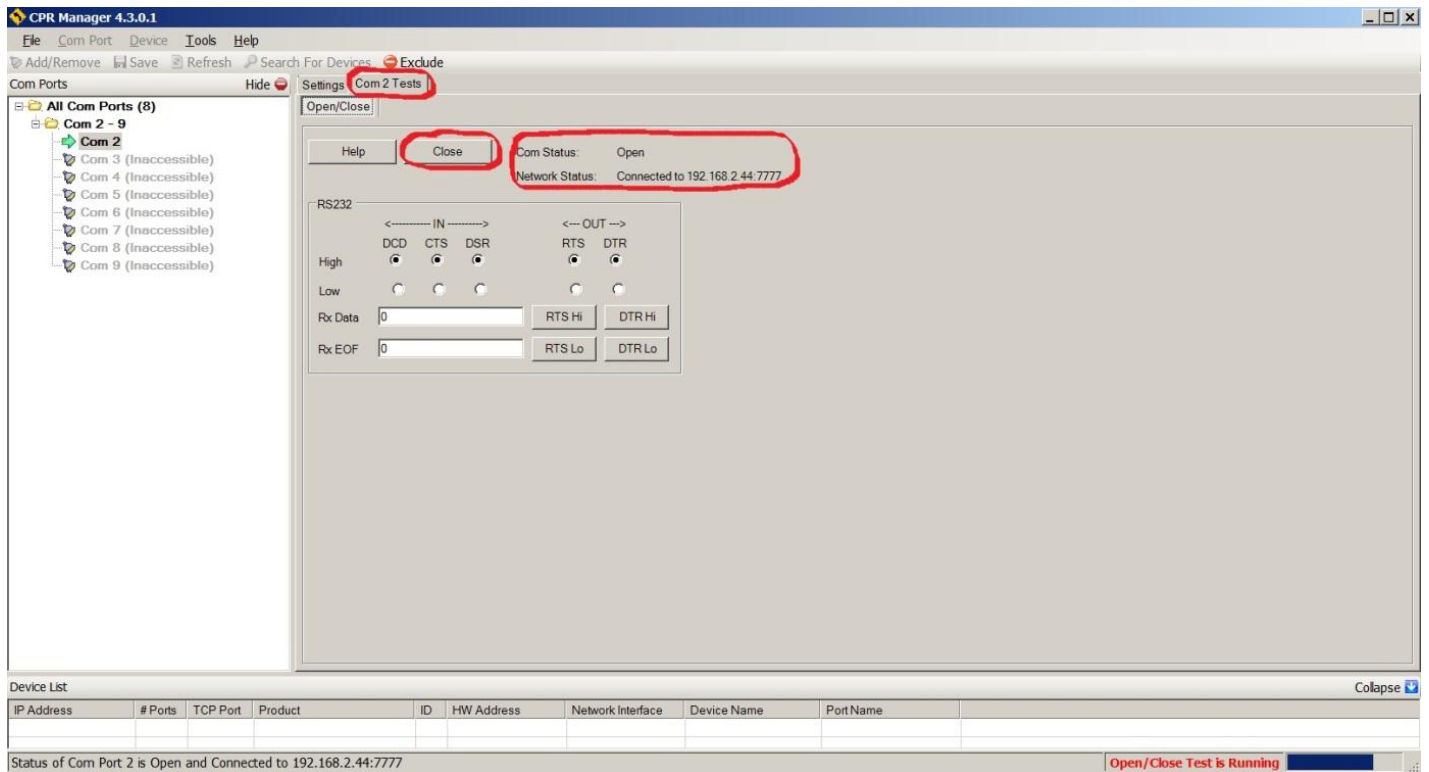 CPR Manager 4.3.0.1
File Com Port Device Tools Help
Add/Remove Save Refresh Search For Devices Exclude
Com Ports Hide
All Com Ports (8)
Com 2 - 9
Com 2
Com 3 (Inaccessible)
Com 4 (Inaccessible)
Com 5 (Inaccessible)
Com 6 (Inaccessible)
Com 7 (Inaccessible)
Com 8 (Inaccessible)
Com 9 (Inaccessible)
Settings Com 2 Tests
Open/Close
Help Close Com Status: Open
Network Status: Connected to 192.168.2.44:7777
RS232
<---------- IN ---------> <--- OUT --->
DCD CTS DSR RTS DTR
High
Low
Rx Data 0 RTS Hi DTR Hi
Rx EOF 0 RTS Lo DTR Lo
Device List Collapse
IP Address # Ports TCP Port Product ID HW Address Network Interface Device Name Port Name
Status of Com Port 2 is Open and Connected to 192.168.2.44:7777 Open/Close Test is Running